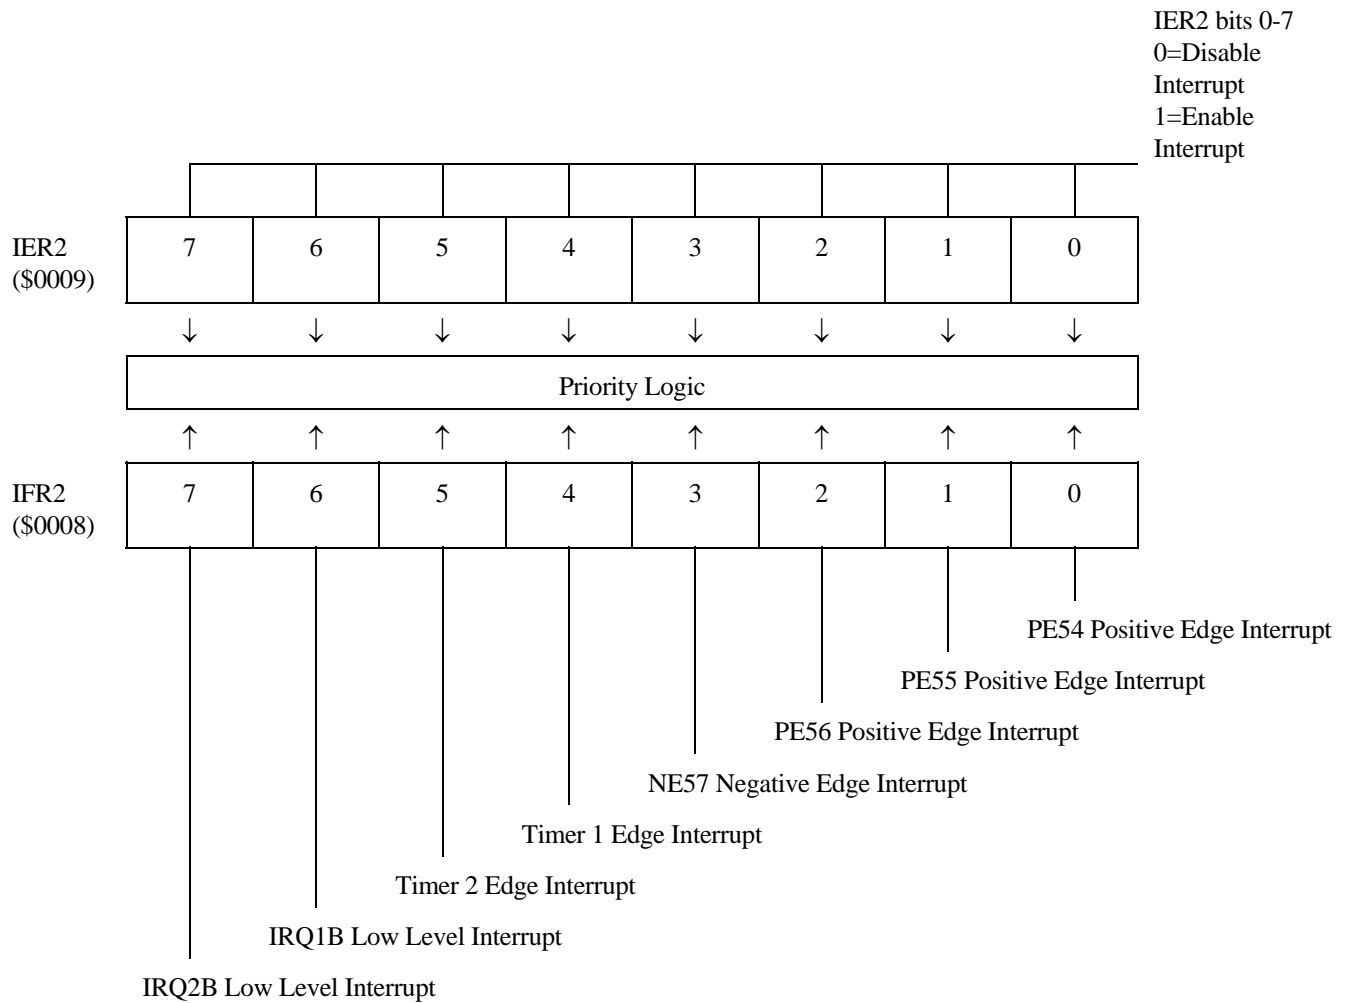 IER2 bits 0-7
0=Disable
Interrupt
1=Enable
Interrupt
IER2
($0009)
7 6 5 4 3 2 1 0
Priority Logic
IFR2
($0008)
7 6 5 4 3 2 1 0
PE54 Positive Edge Interrupt
PE55 Positive Edge Interrupt
PE56 Positive Edge Interrupt
NE57 Negative Edge Interrupt
Timer 1 Edge Interrupt
Timer 2 Edge Interrupt
IRQ1B Low Level Interrupt
IRQ2B Low Level Interrupt